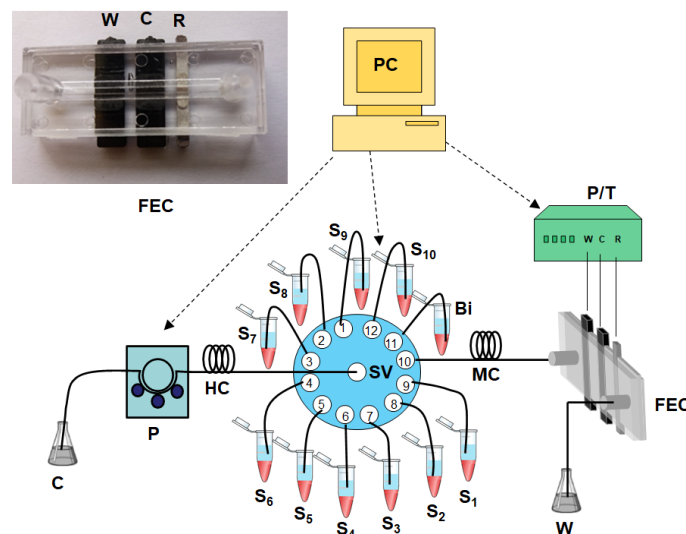 W C R
FEC
PC
P/T
W C R
S9
S10
S8
Bi
S7
1
12
2
11
3
10
SV
4
9
5
8
6
7
HC
MC
FEC
P
C
S6
S5
S4
S3
S2
S1
W